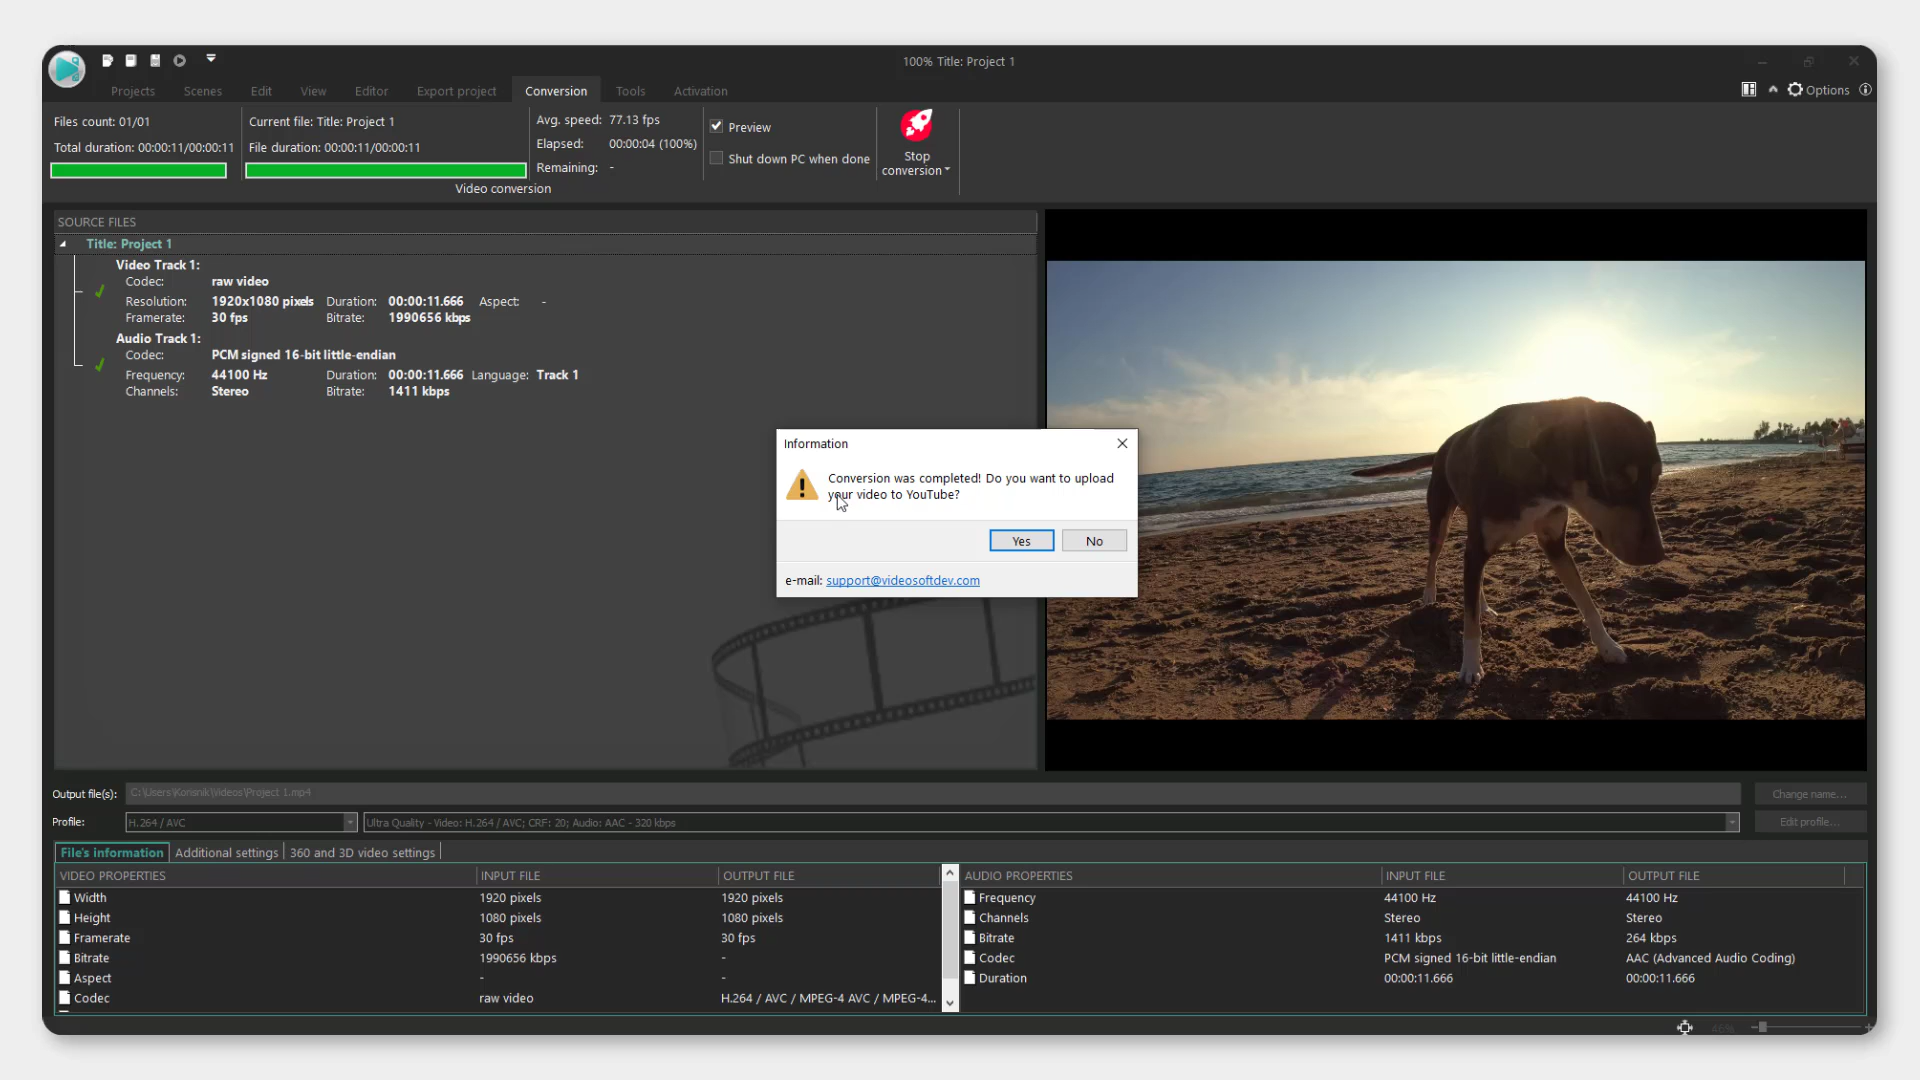 100% Title: Project 1
Projects Scenes Edit View Editor Export project Conversion Tools Activation
Options
Files count: 01/01
Total duration: 00:00:11/00:00:11
Current file: Title: Project 1
File duration: 00:00:11/00:00:11
Avg. speed: 77.13 fps
Elapsed: 00:00:04 (100%)
Remaining: -
Preview
Shut down PC when done
Stop
conversion
Video conversion
SOURCE FILES
Title: Project 1
Video Track 1:
Codec: raw video
Resolution: 1920x1080 pixels Duration: 00:00:11.666 Aspect: -
Framerate: 30 fps Bitrate: 1990656 kbps
Audio Track 1:
Codec: PCM signed 16-bit little-endian
Frequency: 44100 Hz Duration: 00:00:11.666 Language: Track 1
Channels: Stereo Bitrate: 1411 kbps
Information
Conversion was completed! Do you want to upload
your video to YouTube?
Yes No
e-mail: support@videosoftdev.com
Output file(s): C:\Users\Korisnik\Videos\Project 1.mp4 Change name...
Profile: H.264 / AVC Ultra Quality - Video: H.264 / AVC; CRF: 20; Audio: AAC - 320 kbps Edit profile...
File's information Additional settings 360 and 3D video settings
VIDEO PROPERTIES INPUT FILE OUTPUT FILE
Width 1920 pixels 1920 pixels
Height 1080 pixels 1080 pixels
Framerate 30 fps 30 fps
Bitrate 1990656 kbps -
Aspect - -
Codec raw video H.264 / AVC / MPEG-4 AVC / MPEG-4...
AUDIO PROPERTIES INPUT FILE OUTPUT FILE
Frequency 44100 Hz 44100 Hz
Channels Stereo Stereo
Bitrate 1411 kbps 264 kbps
Codec PCM signed 16-bit little-endian AAC (Advanced Audio Coding)
Duration 00:00:11.666 00:00:11.666
46%